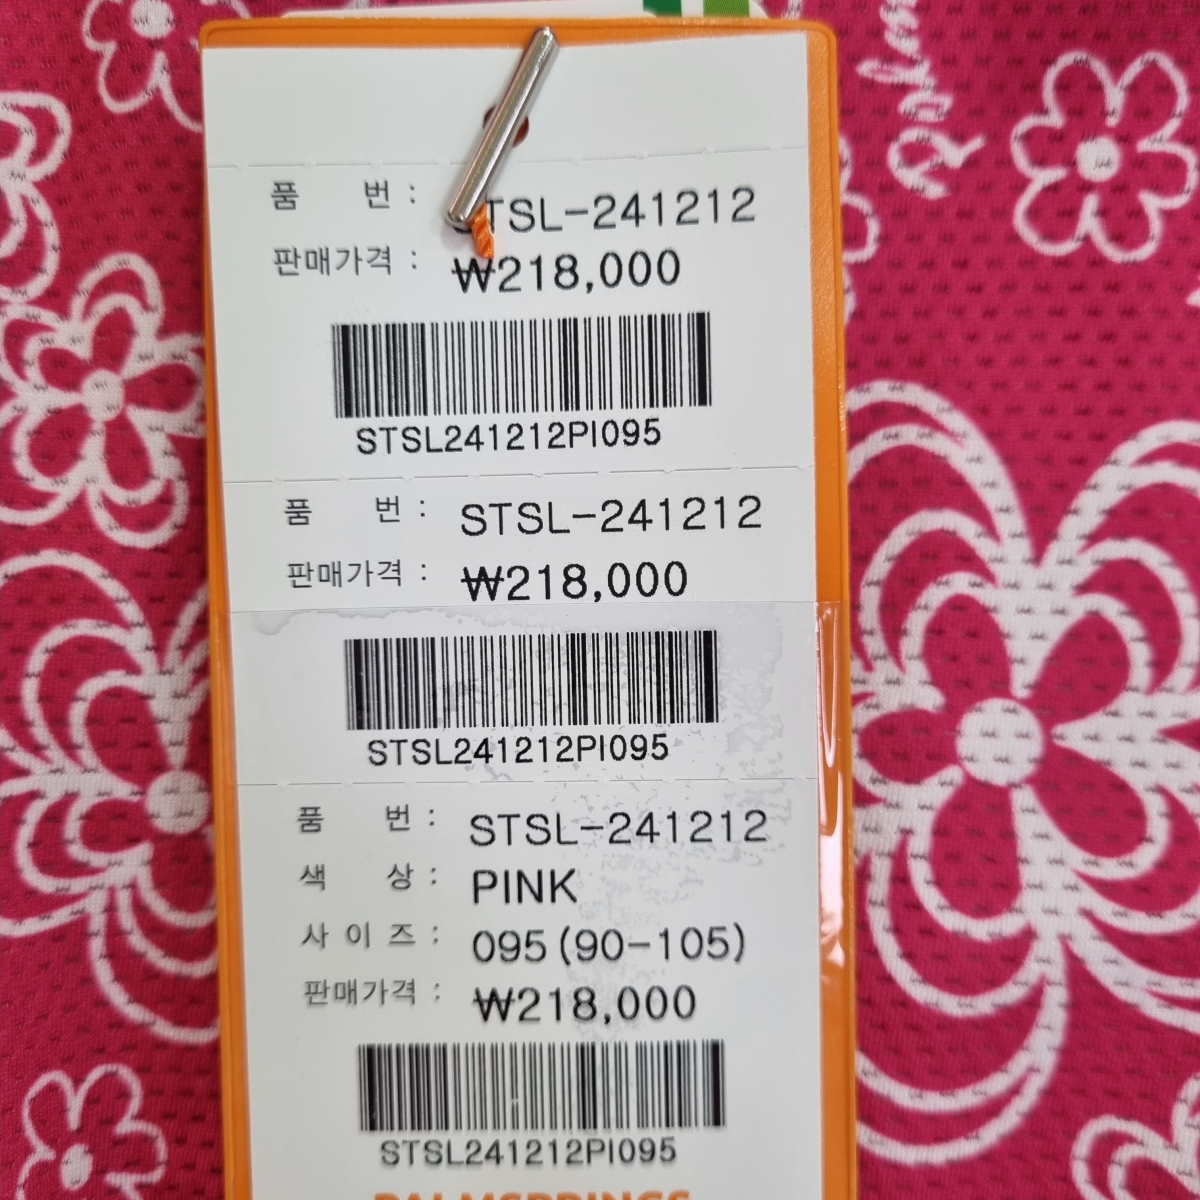 품 번 : STSL-241212
판매가격 : ₩218,000
STSL241212PI095
품 번 : STSL-241212
판매가격 : ₩218,000
STSL241212PI095
품 번 : STSL-241212
색 상 : PINK
사 이 즈 : 095(90-105)
판매가격 : ₩218,000
STSL241212PI095
PALMSPRINGS